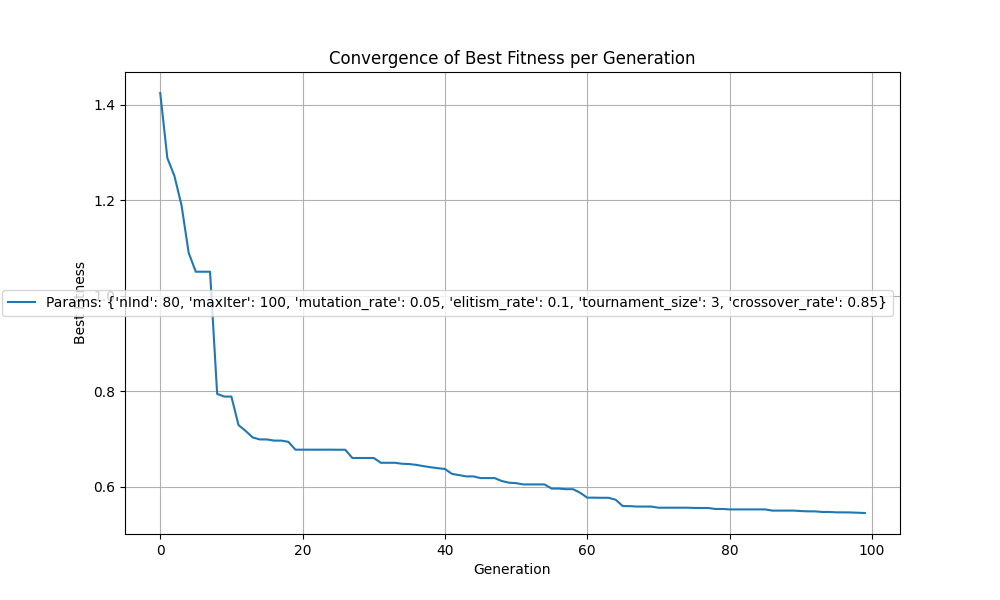 Convergence of Best Fitness per Generation
1.4
1.2
Params: {'nInd': 80, 'maxIter': 100, 'mutation_rate': 0.05, 'elitism_rate': 0.1, 'tournament_size': 3, 'crossover_rate': 0.85}
0.8
0.6
0 20 40 60 80 100
Generation
Best